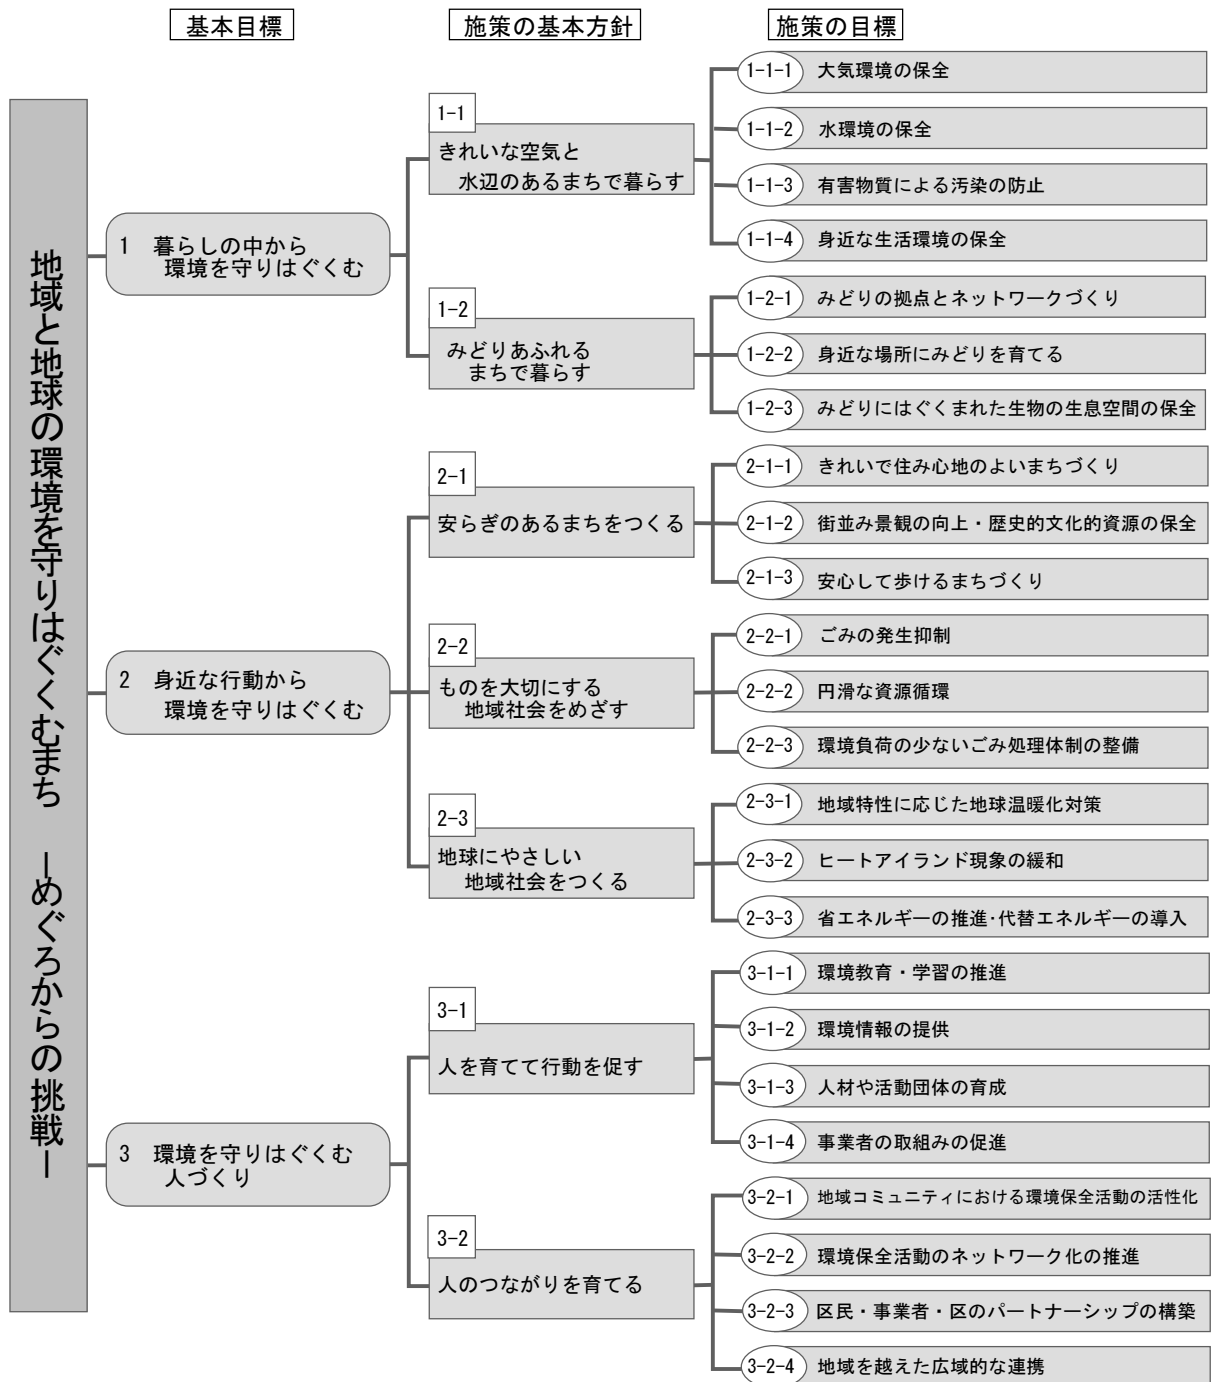 基本目標
施策の基本方針
施策の目標
地域と地球の環境を守りはぐくむまち ーめぐろからの挑戦ー
1 暮らしの中から
環境を守りはぐくむ
1-1
きれいな空気と
水辺のあるまちで暮らす
1-1-1 大気環境の保全
1-1-2 水環境の保全
1-1-3 有害物質による汚染の防止
1-1-4 身近な生活環境の保全
1-2
みどりあふれる
まちで暮らす
1-2-1 みどりの拠点とネットワークづくり
1-2-2 身近な場所にみどりを育てる
1-2-3 みどりにはぐくまれた生物の生息空間の保全
2 身近な行動から
環境を守りはぐくむ
2-1
安らぎのあるまちをつくる
2-1-1 きれいで住み心地のよいまちづくり
2-1-2 街並み景観の向上・歴史的文化的資源の保全
2-1-3 安心して歩けるまちづくり
2-2
ものを大切にする
地域社会をめざす
2-2-1 ごみの発生抑制
2-2-2 円滑な資源循環
2-2-3 環境負荷の少ないごみ処理体制の整備
2-3
地球にやさしい
地域社会をつくる
2-3-1 地域特性に応じた地球温暖化対策
2-3-2 ヒートアイランド現象の緩和
2-3-3 省エネルギーの推進・代替エネルギーの導入
3 環境を守りはぐくむ
人づくり
3-1
人を育てて行動を促す
3-1-1 環境教育・学習の推進
3-1-2 環境情報の提供
3-1-3 人材や活動団体の育成
3-1-4 事業者の取組みの促進
3-2
人のつながりを育てる
3-2-1 地域コミュニティにおける環境保全活動の活性化
3-2-2 環境保全活動のネットワーク化の推進
3-2-3 区民・事業者・区のパートナーシップの構築
3-2-4 地域を越えた広域的な連携